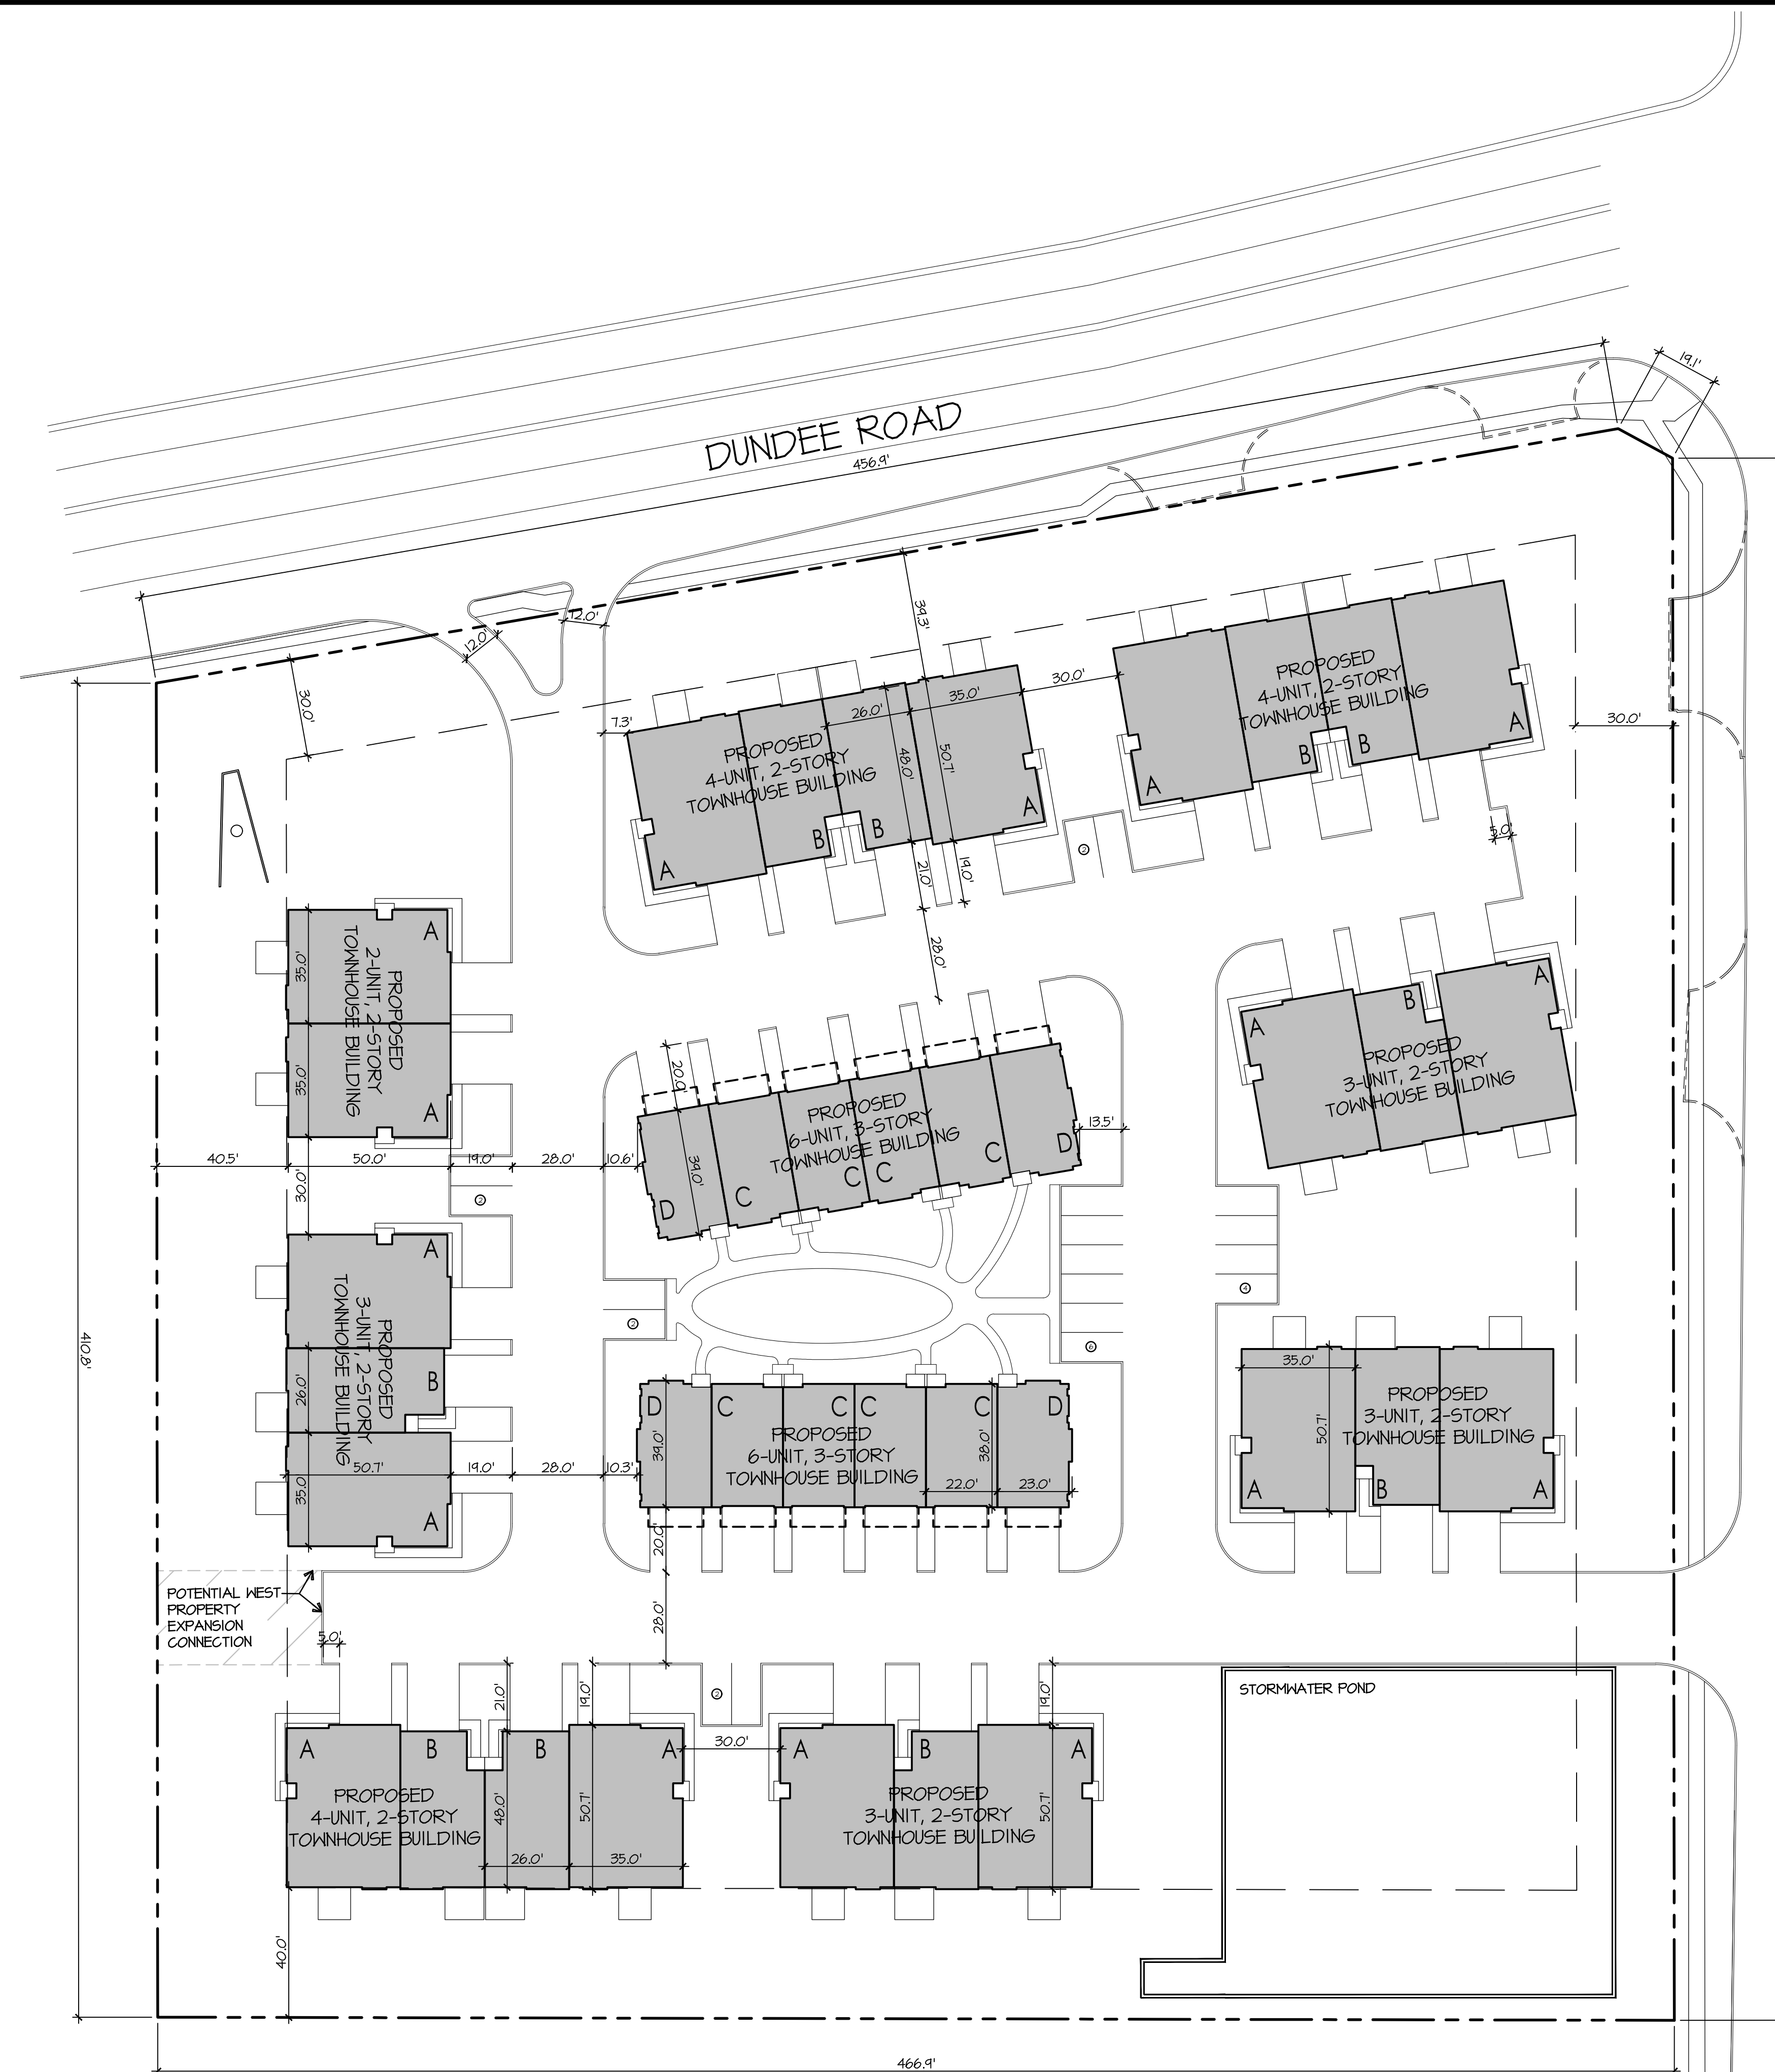 19.1'
DUNDEE ROAD
456.9'
12.0'
12.0'
39.3'
30.0'
30.0'
7.3'
26.0'
35.0'
48.0'
50.7'
PROPOSED
4-UNIT, 2-STORY
TOWNHOUSE BUILDING
A
B
B
A
21.0'
19.0'
28.0'
PROPOSED
4-UNIT, 2-STORY
TOWNHOUSE BUILDING
A
B
B
A
30.0'
5.0'
2
PROPOSED
2-UNIT, 2-STORY
TOWNHOUSE BUILDING
A
A
35.0'
35.0'
PROPOSED
3-UNIT, 2-STORY
TOWNHOUSE BUILDING
A
B
A
20.0'
39.0'
PROPOSED
6-UNIT, 3-STORY
TOWNHOUSE BUILDING
D
C
C
C
C
D
13.5'
40.5'
50.0'
19.0'
28.0'
10.6'
30.0'
2
410.8'
PROPOSED
3-UNIT, 2-STORY
TOWNHOUSE BUILDING
A
B
A
26.0'
35.0'
50.7'
19.0'
28.0'
10.3'
2
4
6
PROPOSED
6-UNIT, 3-STORY
TOWNHOUSE BUILDING
D
C
C
C
C
D
39.0'
38.0'
22.0'
23.0'
20.0'
28.0'
35.0'
50.7'
PROPOSED
3-UNIT, 2-STORY
TOWNHOUSE BUILDING
A
B
A
POTENTIAL WEST
PROPERTY
EXPANSION
CONNECTION
5.0'
21.0'
19.0'
2
19.0'
STORMWATER POND
30.0'
A
B
B
A
PROPOSED
4-UNIT, 2-STORY
TOWNHOUSE BUILDING
48.0'
50.7'
26.0'
35.0'
A
B
A
PROPOSED
3-UNIT, 2-STORY
TOWNHOUSE BUILDING
50.7'
40.0'
466.9'